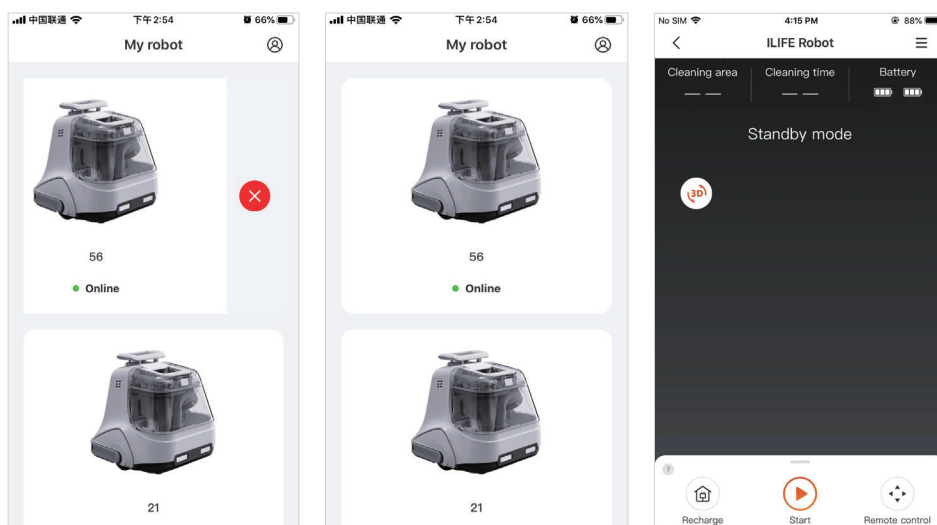 中国联通
下午2:54
66%
My robot
56
Online
21
中国联通
下午2:54
66%
My robot
56
Online
21
No SIM
4:15 PM
88%
ILIFE Robot
Cleaning area
Cleaning time
Battery
— —
— —
Standby mode
3D
?
Recharge
Start
Remote control